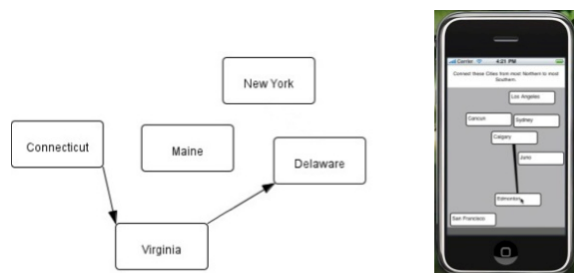 New York
Connecticut
Maine
Delaware
Virginia
Carrier 4:21 PM
Connect these Cities from most Northern to most
Southern.
Los Angeles
Cancun
Sydney
Calgary
Juno
Edmonton
San Francisco